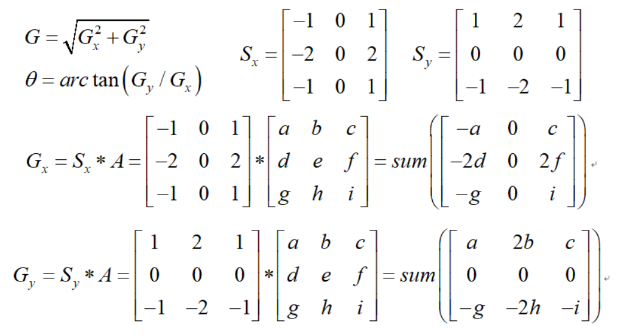 G = √(G_x^2 + G_y^2)
θ = arc tan(G_y / G_x)
S_x = [−1 0 1; −2 0 2; −1 0 1]
S_y = [1 2 1; 0 0 0; −1 −2 −1]
G_x = S_x * A = [−1 0 1; −2 0 2; −1 0 1] * [a b c; d e f; g h i] = sum([−a 0 c; −2d 0 2f; −g 0 i])
G_y = S_y * A = [1 2 1; 0 0 0; −1 −2 −1] * [a b c; d e f; g h i] = sum([a 2b c; 0 0 0; −g −2h −i])